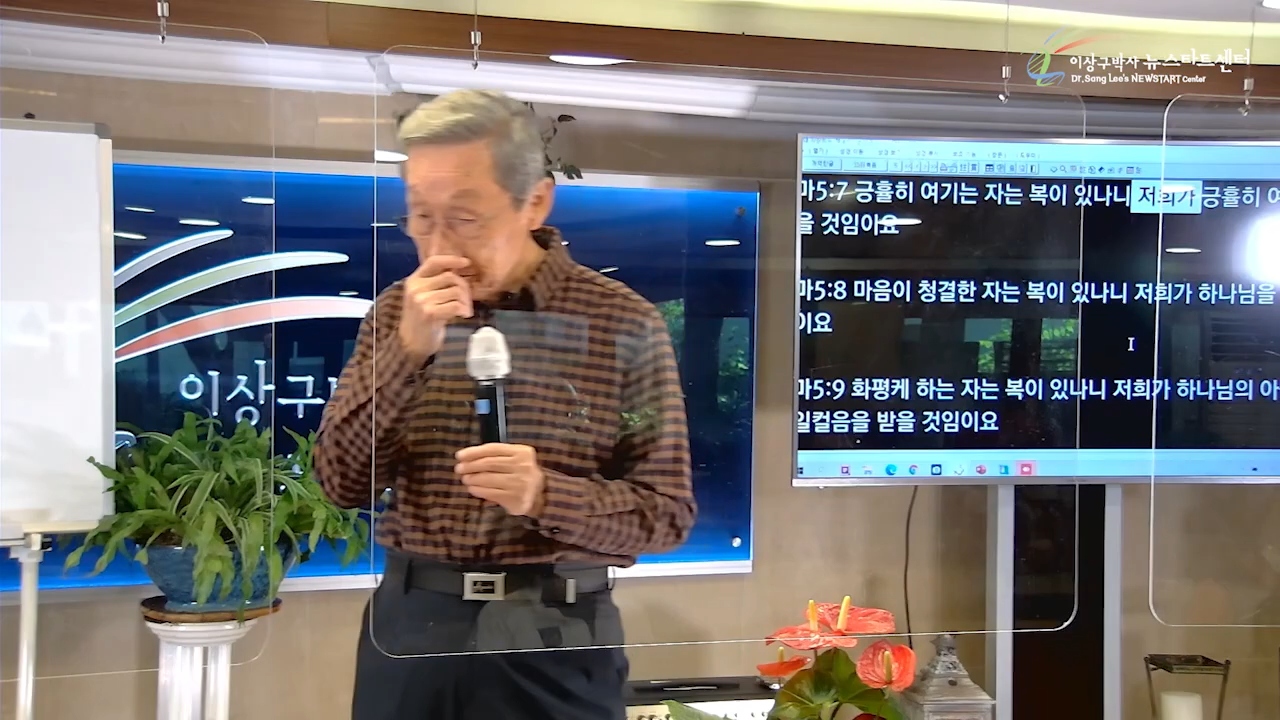 이상구박사 뉴스타트센터
Dr. Sang Lee's NEWSTART Center
이상구
마5:7 긍휼히 여기는 자는 복이 있나니 저희가 긍휼히 여
을 것임이요
마5:8 마음이 청결한 자는 복이 있나니 저희가 하나님을
이요
마5:9 화평케 하는 자는 복이 있나니 저희가 하나님의 아
일컬음을 받을 것임이요